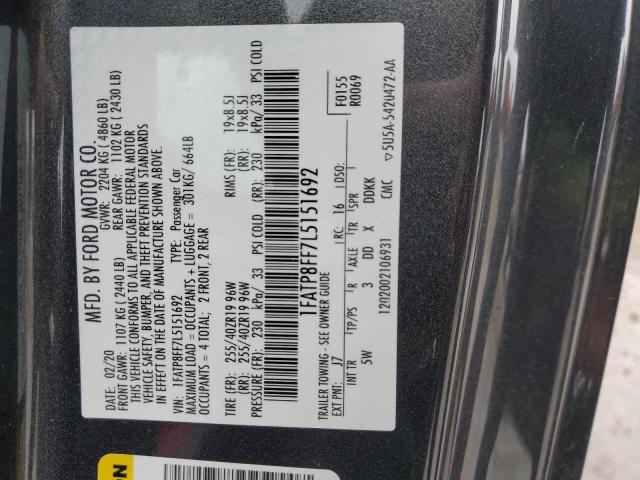 MFD. BY FORD MOTOR CO.
DATE: 02/20 GVWR: 2204 KG ( 4860 LB)
FRONT GAWR: 1107 KG ( 2440 LB) REAR GAWR: 1102 KG ( 2430 LB)
THIS VEHICLE CONFORMS TO ALL APPLICABLE FEDERAL MOTOR
VEHICLE SAFETY, BUMPER, AND THEFT PREVENTION STANDARDS
IN EFFECT ON THE DATE OF MANUFACTURE SHOWN ABOVE.
VIN: 1FATP8FF7L5151692 TYPE: Passenger Car
MAXIMUM LOAD = OCCUPANTS + LUGGAGE = 301KG/ 664LB
OCCUPANTS = 4 TOTAL; 2 FRONT, 2 REAR
TIRE (FR): 255/40ZR19 96W RIMS (FR): 19x8.5J
(RR): 255/40ZR19 96W (RR): 19x8.5J
PRESSURE (FR): 230 kPa/ 33 PSI COLD (RR): 230 kPa/ 33 PSI COLD
1FATP8FF7L5151692
TRAILER TOWING - SEE OWNER GUIDE F0155
EXT PNT: J7 RC: 16 DSO: R0069
INT TR TP/PS R AXLE TR SPR
5W 3 DD X DDKK
12020002106931 CMC ▽5U5A-5420472-AA
ON